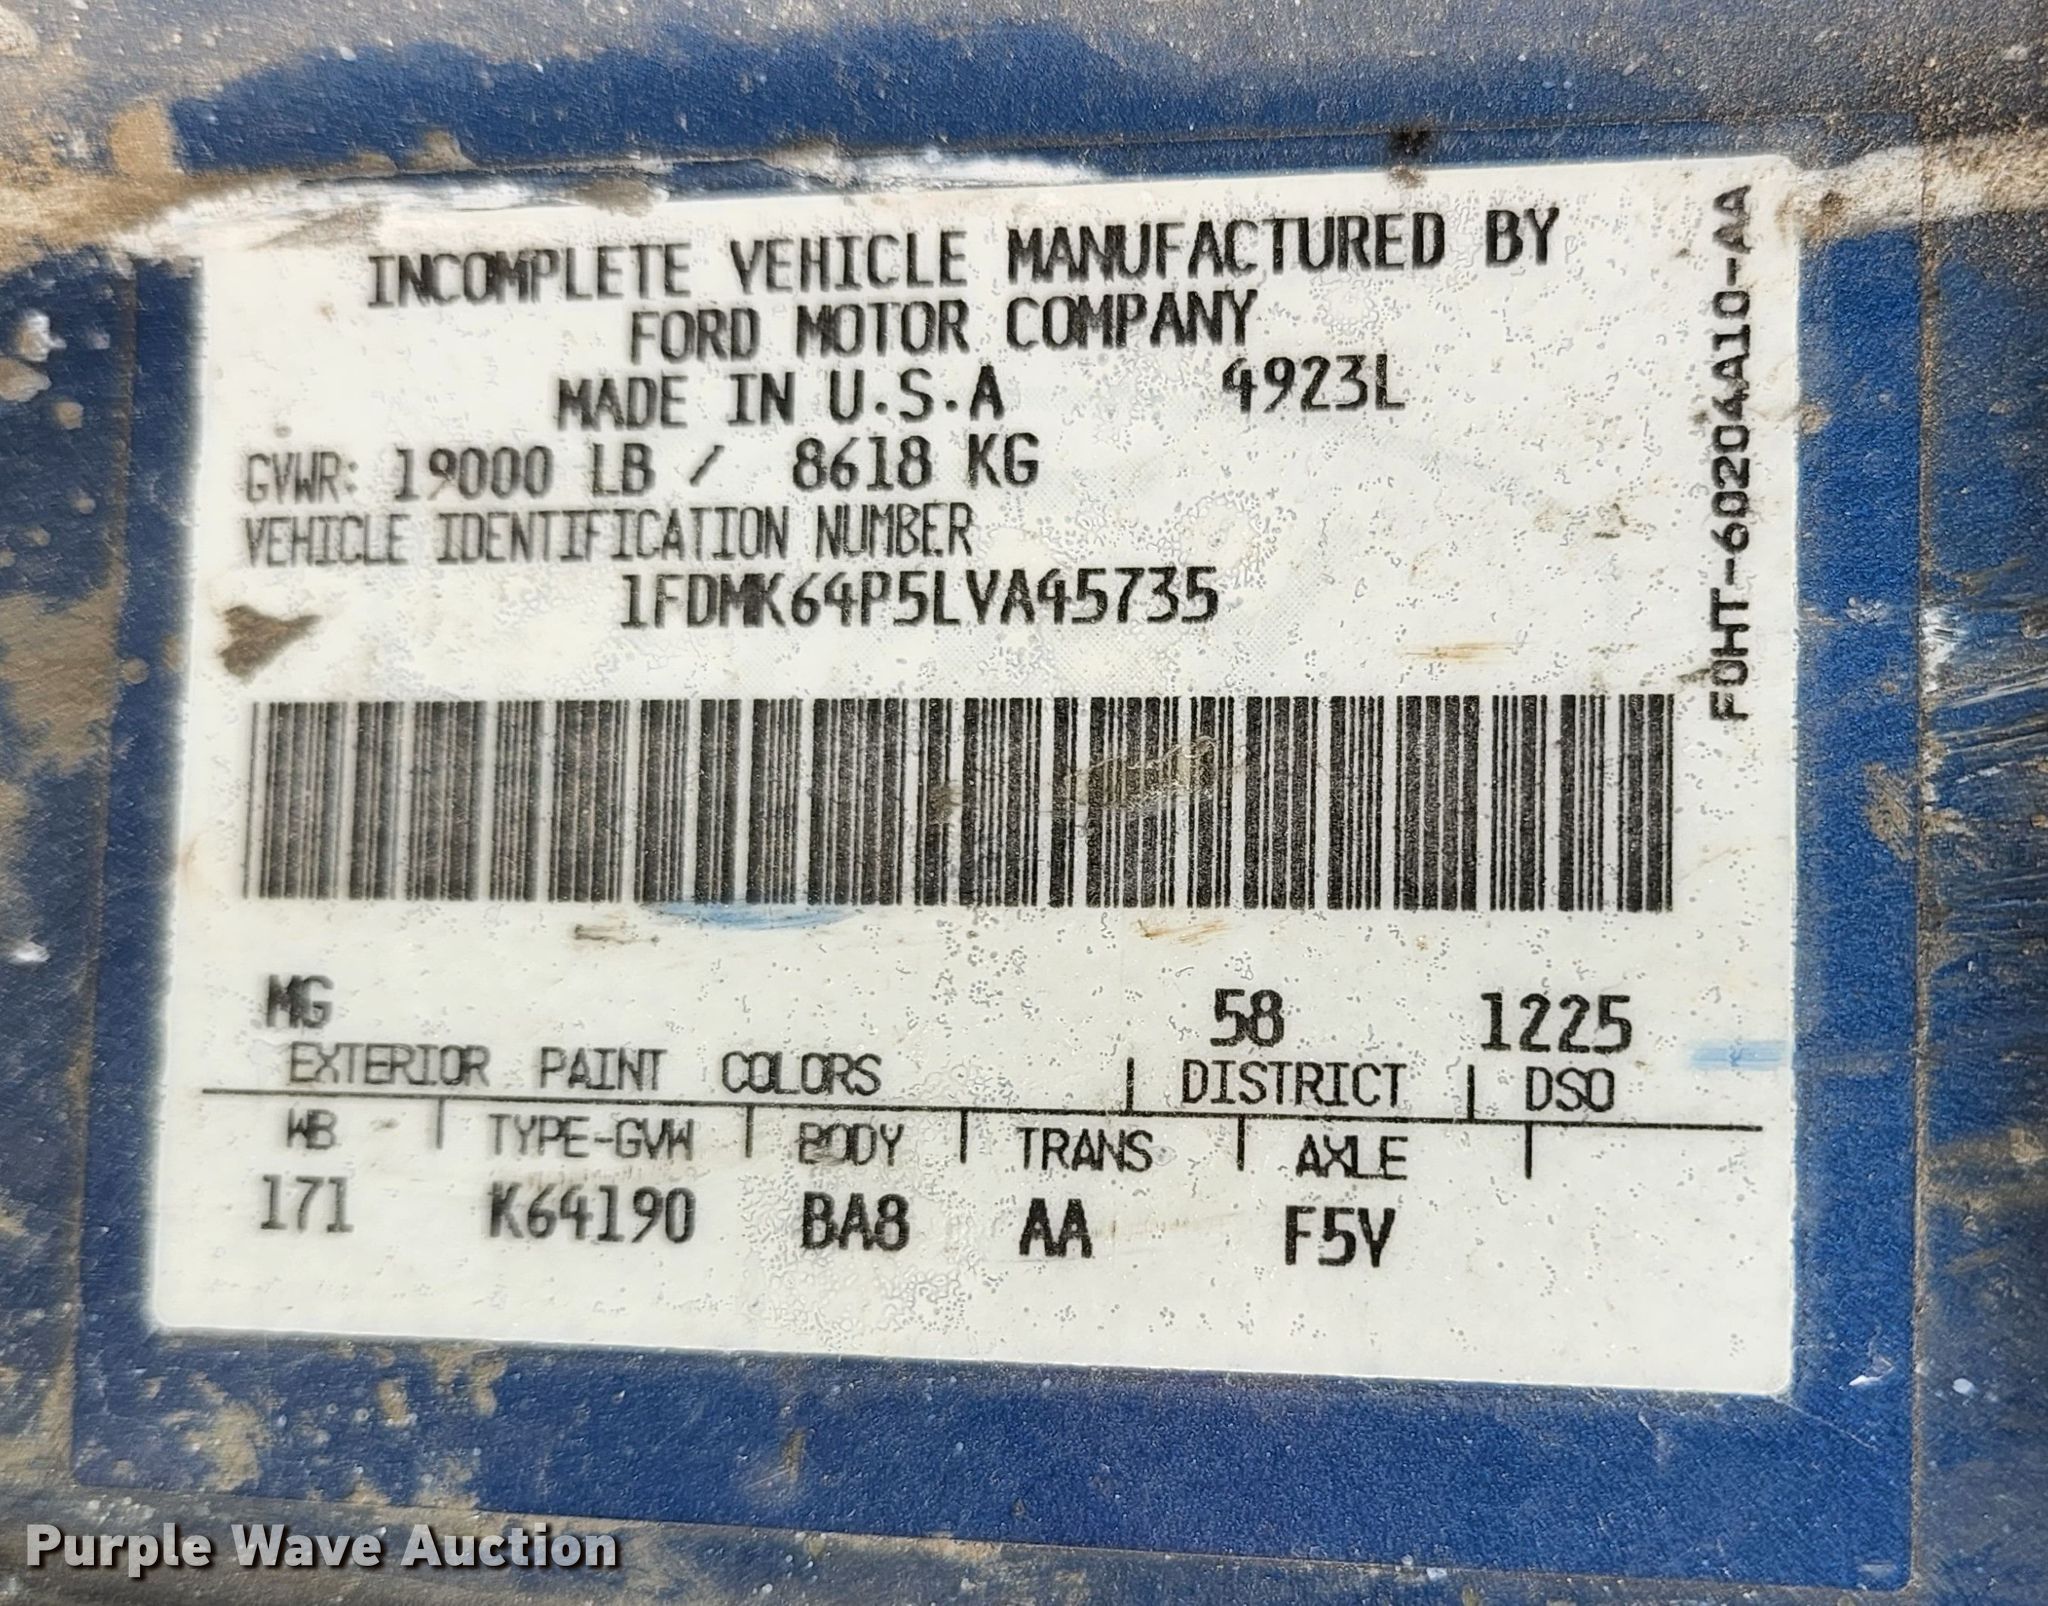 INCOMPLETE VEHICLE MANUFACTURED BY
FORD MOTOR COMPANY
MADE IN U.S.A 4923L
GVWR: 19000 LB / 8618 KG
VEHICLE IDENTIFICATION NUMBER
1FDMK64P5LVA45735
F0HT-60204A10-AA
MG 58 1225
EXTERIOR PAINT COLORS | DISTRICT | DSO
WB | TYPE-GVW | BODY | TRANS | AXLE |
171 K64190 BA8 AA F5V
Purple Wave Auction